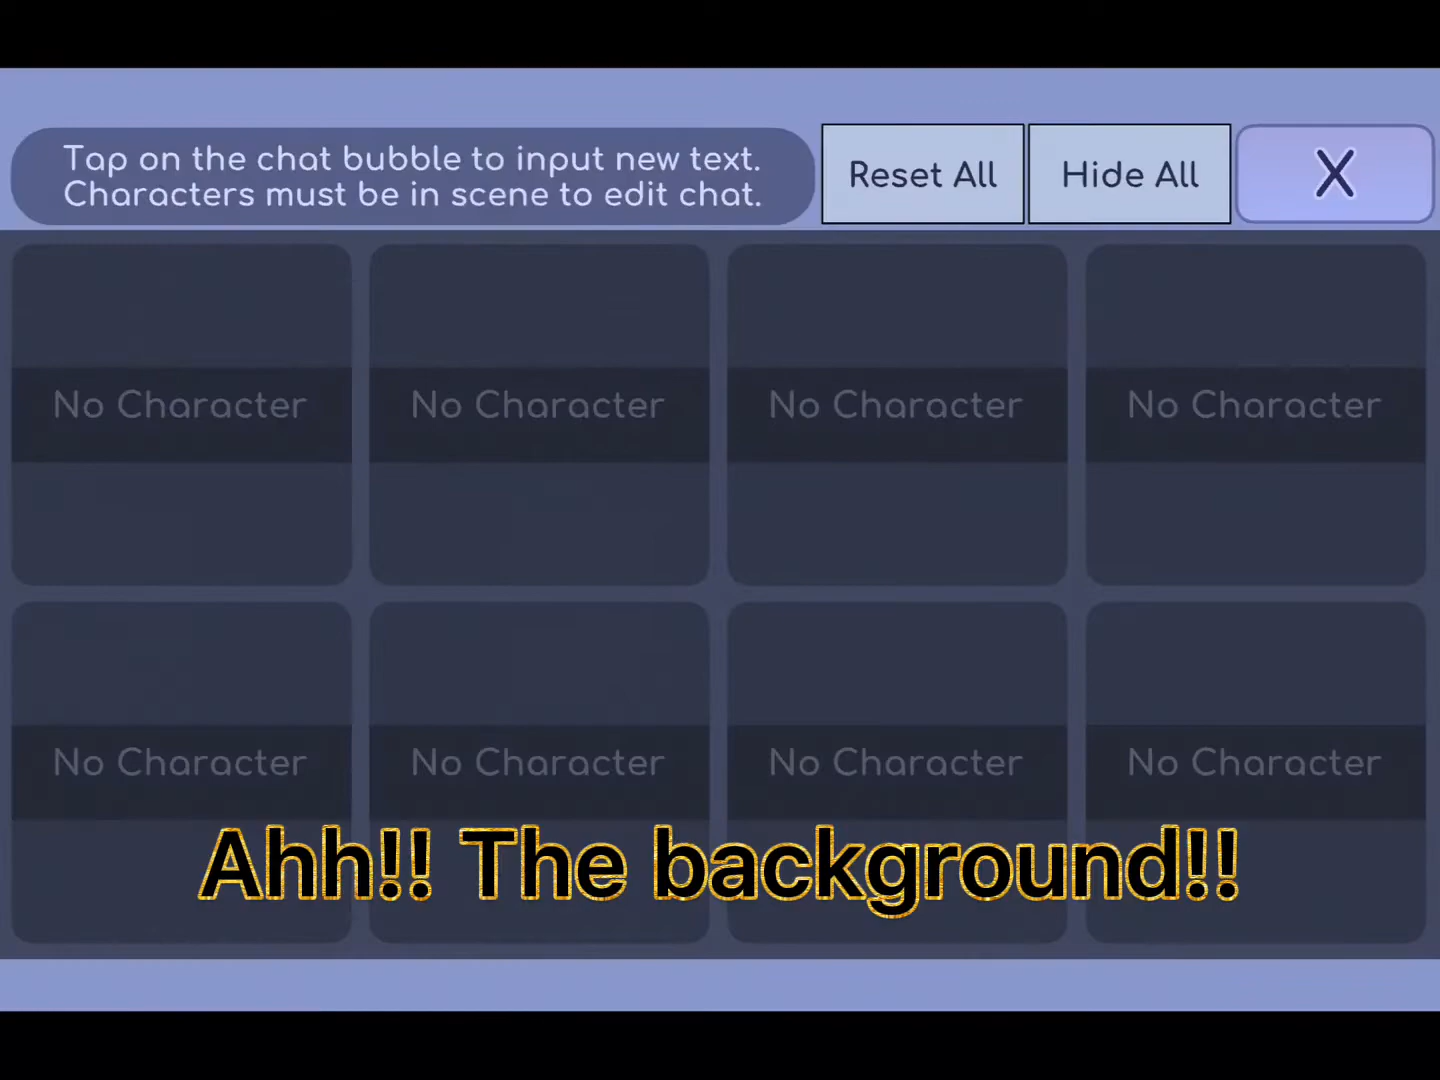 Tap on the chat bubble to input new text.
Characters must be in scene to edit chat.
Reset All
Hide All
X
No Character
No Character
No Character
No Character
No Character
No Character
No Character
No Character
Ahh!! The background!!